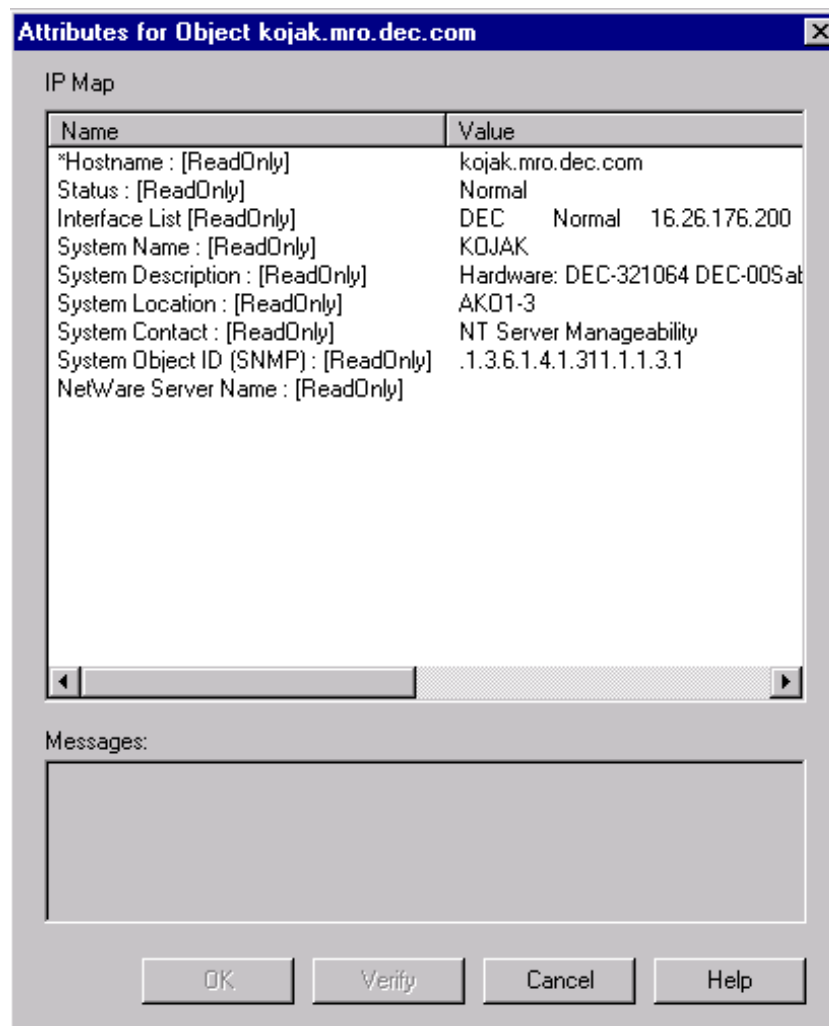 Attributes for Object kojak.mro.dec.com
IP Map
Name Value
*Hostname : [ReadOnly] kojak.mro.dec.com
Status : [ReadOnly] Normal
Interface List [ReadOnly] DEC Normal 16.26.176.200
System Name : [ReadOnly] KOJAK
System Description : [ReadOnly] Hardware: DEC-321064 DEC-00Sab
System Location : [ReadOnly] AKO1-3
System Contact : [ReadOnly] NT Server Manageability
System Object ID (SNMP) : [ReadOnly] .1.3.6.1.4.1.311.1.1.3.1
NetWare Server Name : [ReadOnly]
Messages:
OK Verify Cancel Help